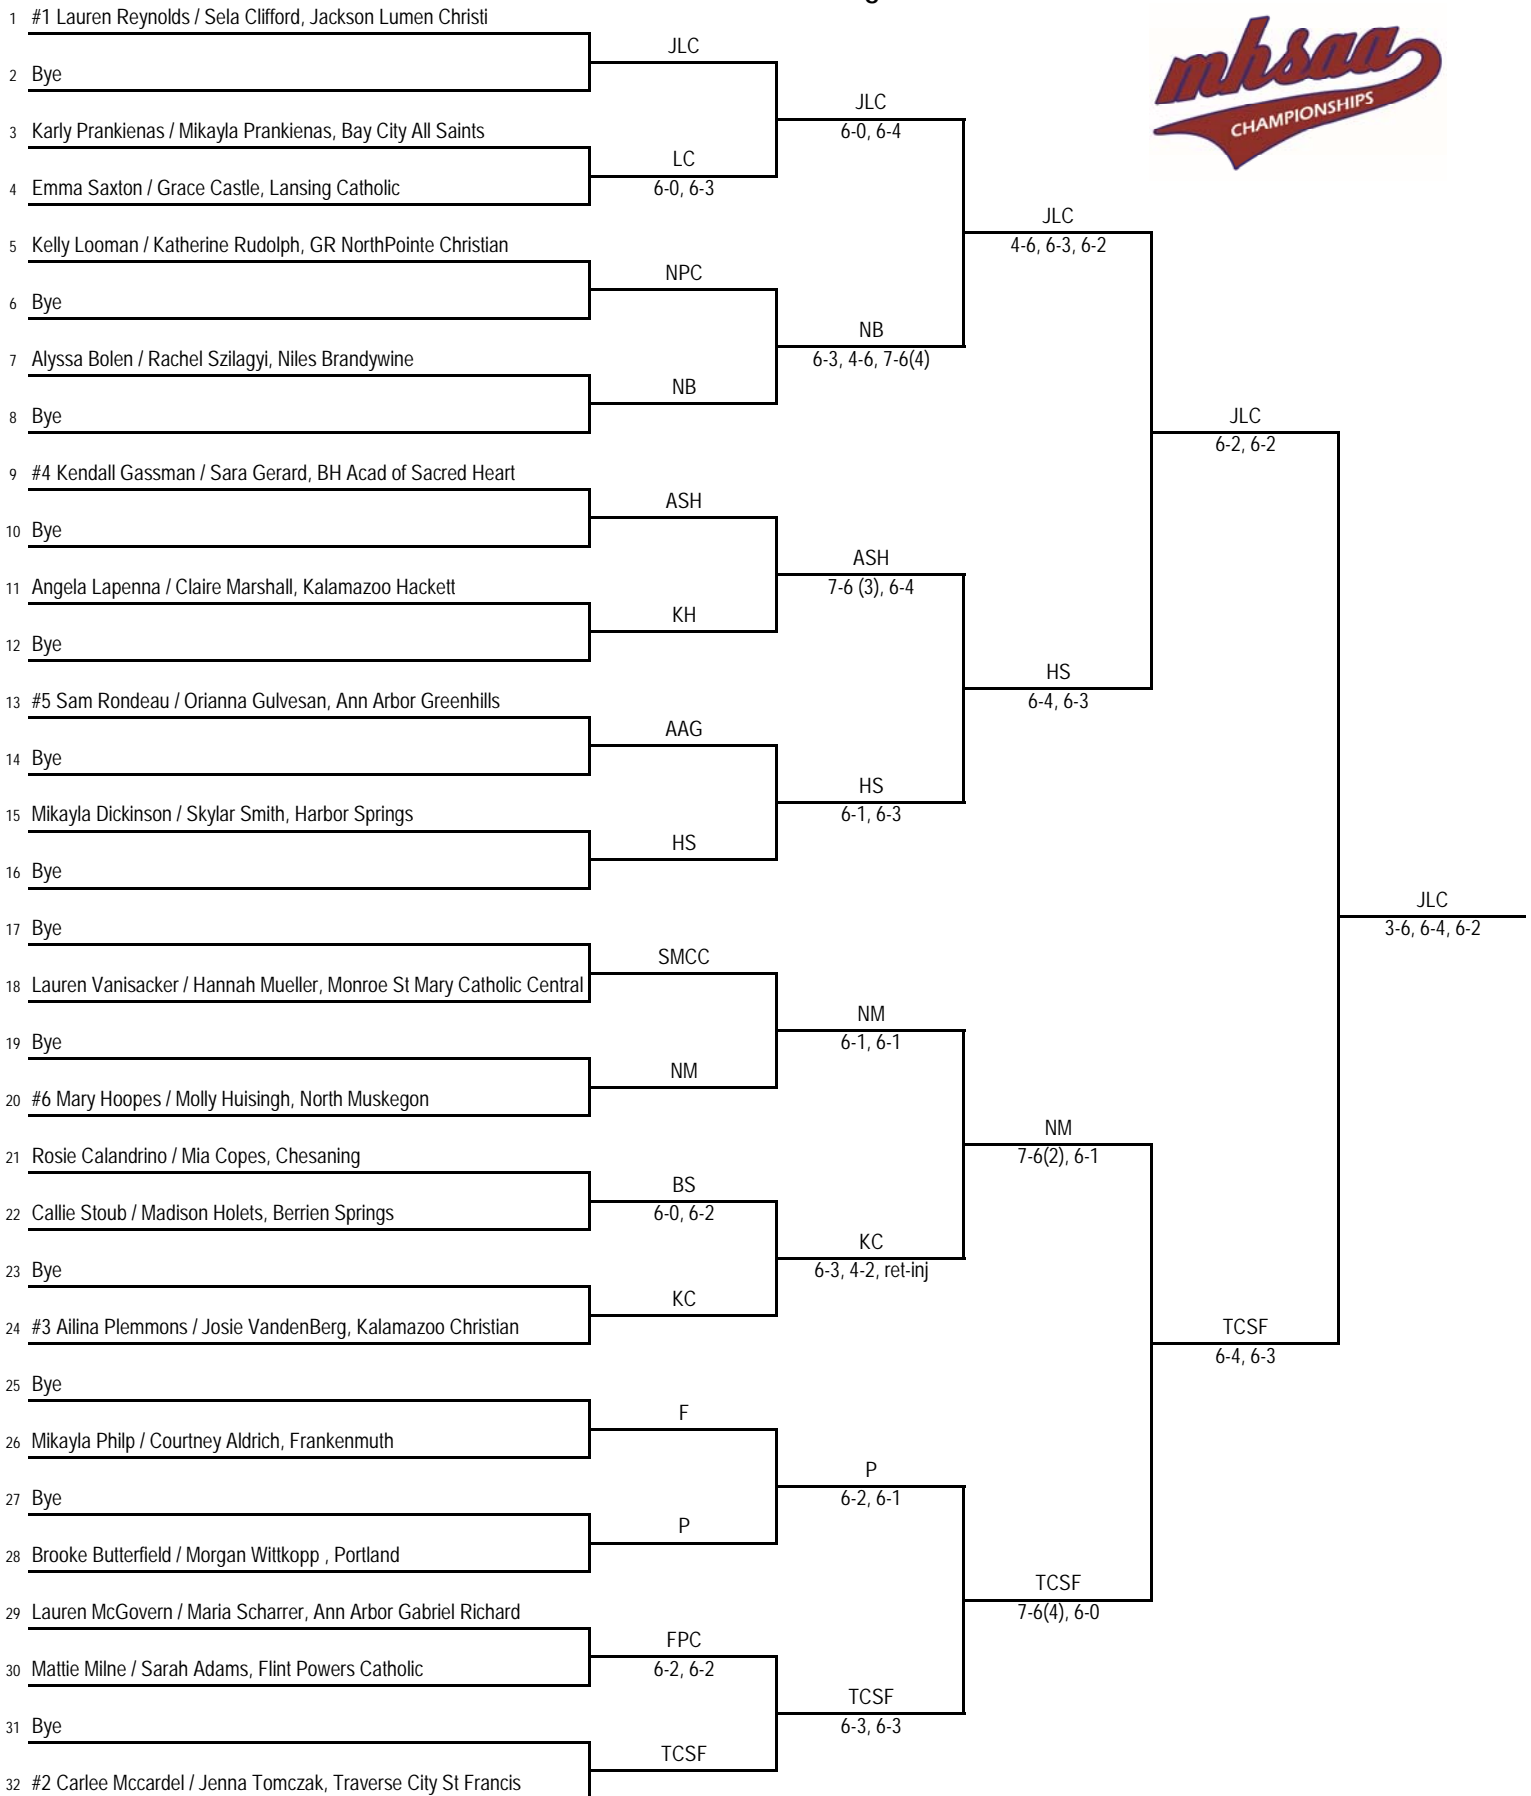 1 #1 Lauren Reynolds / Sela Clifford, Jackson Lumen Christi
JLC
2 Bye
JLC
6-0, 6-4
3 Karly Prankienas / Mikayla Prankienas, Bay City All Saints
LC
6-0, 6-3
4 Emma Saxton / Grace Castle, Lansing Catholic
JLC
4-6, 6-3, 6-2
5 Kelly Looman / Katherine Rudolph, GR NorthPointe Christian
NPC
6 Bye
NB
6-3, 4-6, 7-6(4)
7 Alyssa Bolen / Rachel Szilagyi, Niles Brandywine
NB
8 Bye
JLC
6-2, 6-2
9 #4 Kendall Gassman / Sara Gerard, BH Acad of Sacred Heart
ASH
10 Bye
ASH
7-6 (3), 6-4
11 Angela Lapenna / Claire Marshall, Kalamazoo Hackett
KH
12 Bye
HS
6-4, 6-3
13 #5 Sam Rondeau / Orianna Gulvesan, Ann Arbor Greenhills
AAG
14 Bye
HS
6-1, 6-3
15 Mikayla Dickinson / Skylar Smith, Harbor Springs
HS
16 Bye
JLC
3-6, 6-4, 6-2
17 Bye
SMCC
18 Lauren Vanisacker / Hannah Mueller, Monroe St Mary Catholic Central
NM
6-1, 6-1
19 Bye
NM
20 #6 Mary Hoopes / Molly Huisingh, North Muskegon
NM
7-6(2), 6-1
21 Rosie Calandrino / Mia Copes, Chesaning
BS
6-0, 6-2
22 Callie Stoub / Madison Holets, Berrien Springs
KC
6-3, 4-2, ret-inj
23 Bye
KC
24 #3 Ailina Plemmons / Josie VandenBerg, Kalamazoo Christian
TCSF
6-4, 6-3
25 Bye
F
26 Mikayla Philp / Courtney Aldrich, Frankenmuth
P
6-2, 6-1
27 Bye
P
28 Brooke Butterfield / Morgan Wittkopp , Portland
TCSF
7-6(4), 6-0
29 Lauren McGovern / Maria Scharrer, Ann Arbor Gabriel Richard
FPC
6-2, 6-2
30 Mattie Milne / Sarah Adams, Flint Powers Catholic
TCSF
6-3, 6-3
31 Bye
TCSF
32 #2 Carlee Mccardel / Jenna Tomczak, Traverse City St Francis
mhsaa
CHAMPIONSHIPS